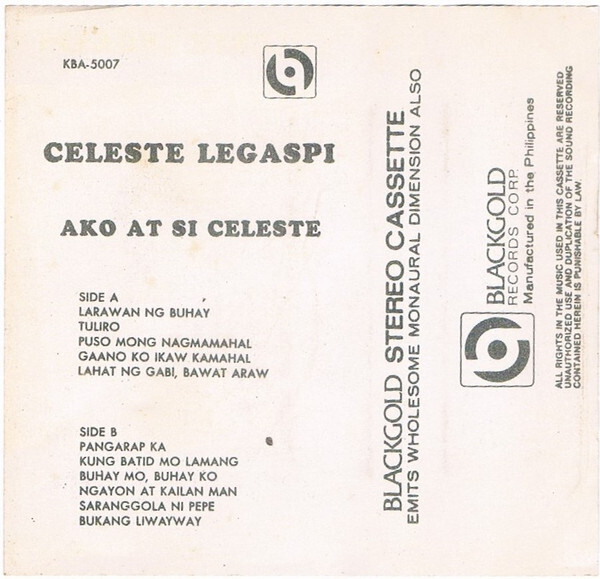 KBA-5007
CELESTE LEGASPI
AKO AT SI CELESTE
SIDE A
LARAWAN NG BUHAY
TULIRO
PUSO MONG NAGMAMAHAL
GAANO KO IKAW KAMAHAL
LAHAT NG GABI, BAWAT ARAW
SIDE B
PANGARAP KA
KUNG BATID MO LAMANG
BUHAY MO, BUHAY KO
NGAYON AT KAILAN MAN
SARANGGOLA NI PEPE
BUKANG LIWAYWAY
BLACKGOLD STEREO CASSETTE
EMITS WHOLESOME MONAURAL DIMENSION ALSO
BLACKGOLD
RECORDS CORP.
Manufactured in the Philippines
ALL RIGHTS IN THE MUSIC USED IN THIS CASSETTE ARE RESERVED
UNAUTHORIZED USE AND DUPLICATION OF THE SOUND RECORDING
CONTAINED HEREIN IS PUNISHABLE BY LAW.